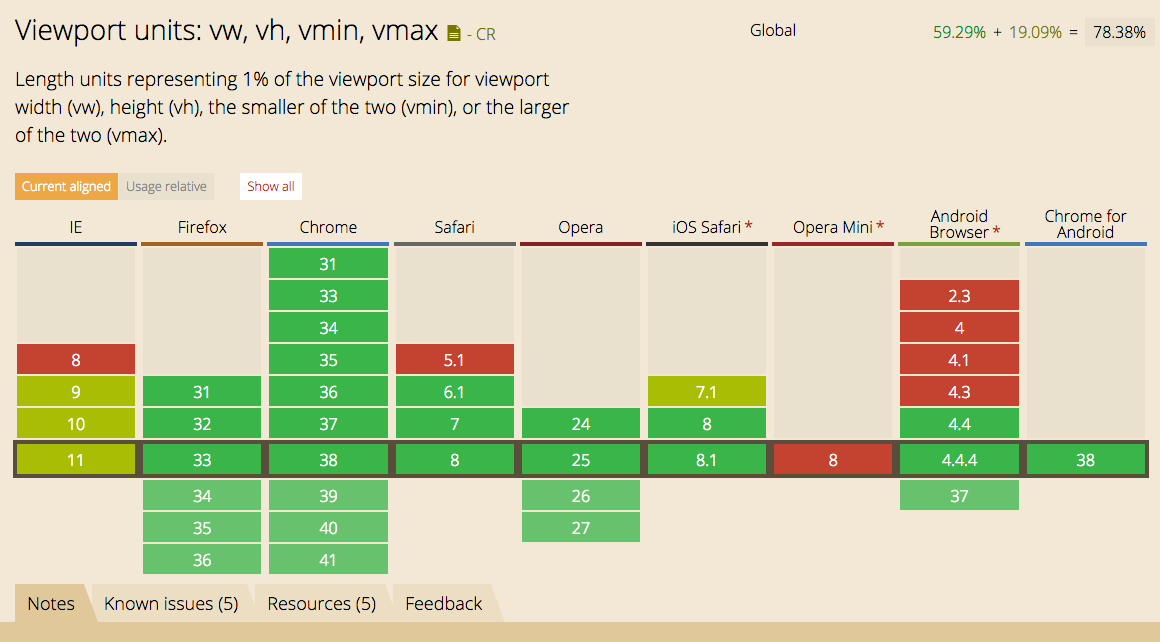 Viewport units: vw, vh, vmin, vmax - CR
Global 59.29% + 19.09% = 78.38%
Length units representing 1% of the viewport size for viewport
width (vw), height (vh), the smaller of the two (vmin), or the larger
of the two (vmax).
Current aligned Usage relative Show all
IE Firefox Chrome Safari Opera iOS Safari * Opera Mini * Android Browser * Chrome for Android
31
33 2.3
34 4
8 35 5.1 4.1
9 31 36 6.1 7.1 4.3
10 32 37 7 24 8 4.4
11 33 38 8 25 8.1 8 4.4.4 38
34 39 26 37
35 40 27
36 41
Notes Known issues (5) Resources (5) Feedback